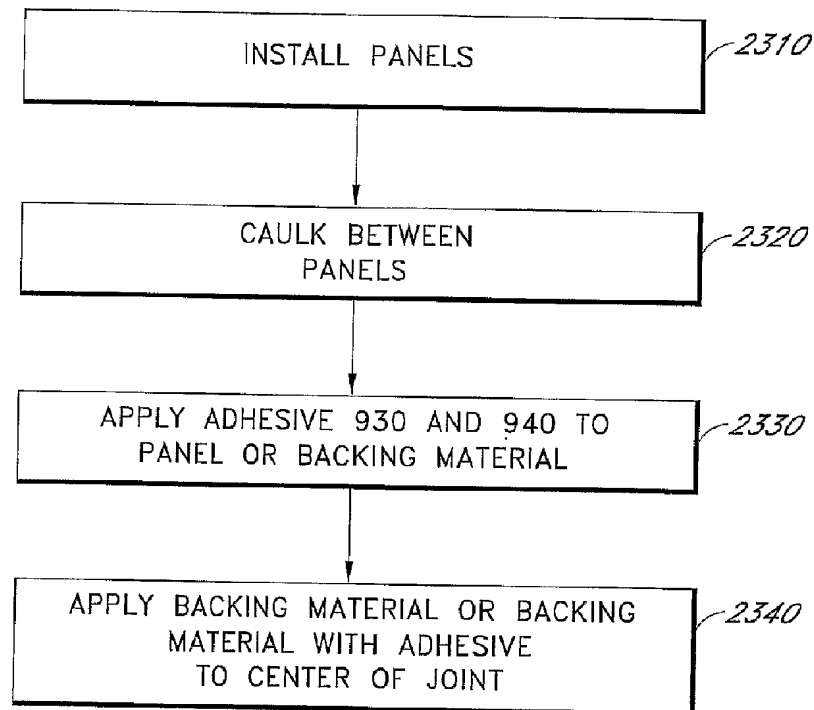 INSTALL PANELS
2310
CAULK BETWEEN
PANELS
2320
APPLY ADHESIVE 930 AND 940 TO
PANEL OR BACKING MATERIAL
2330
APPLY BACKING MATERIAL OR BACKING
MATERIAL WITH ADHESIVE
TO CENTER OF JOINT
2340